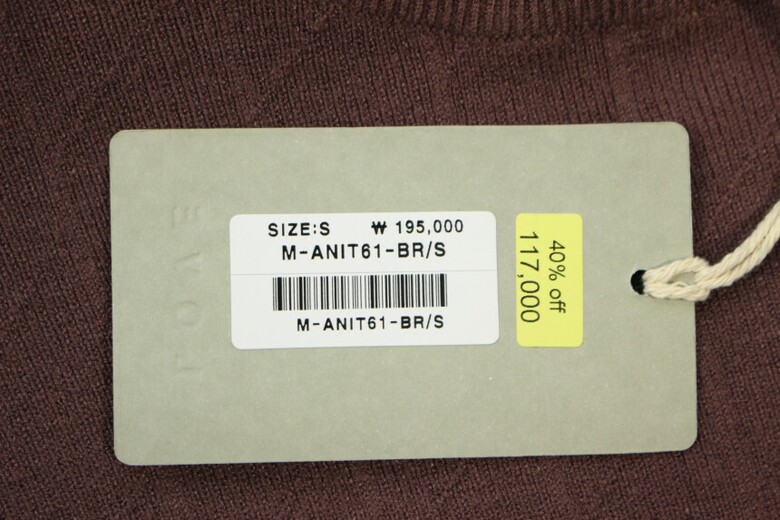 SIZE:S ₩ 195,000
M-ANIT61-BR/S
M-ANIT61-BR/S
40% off
117,000